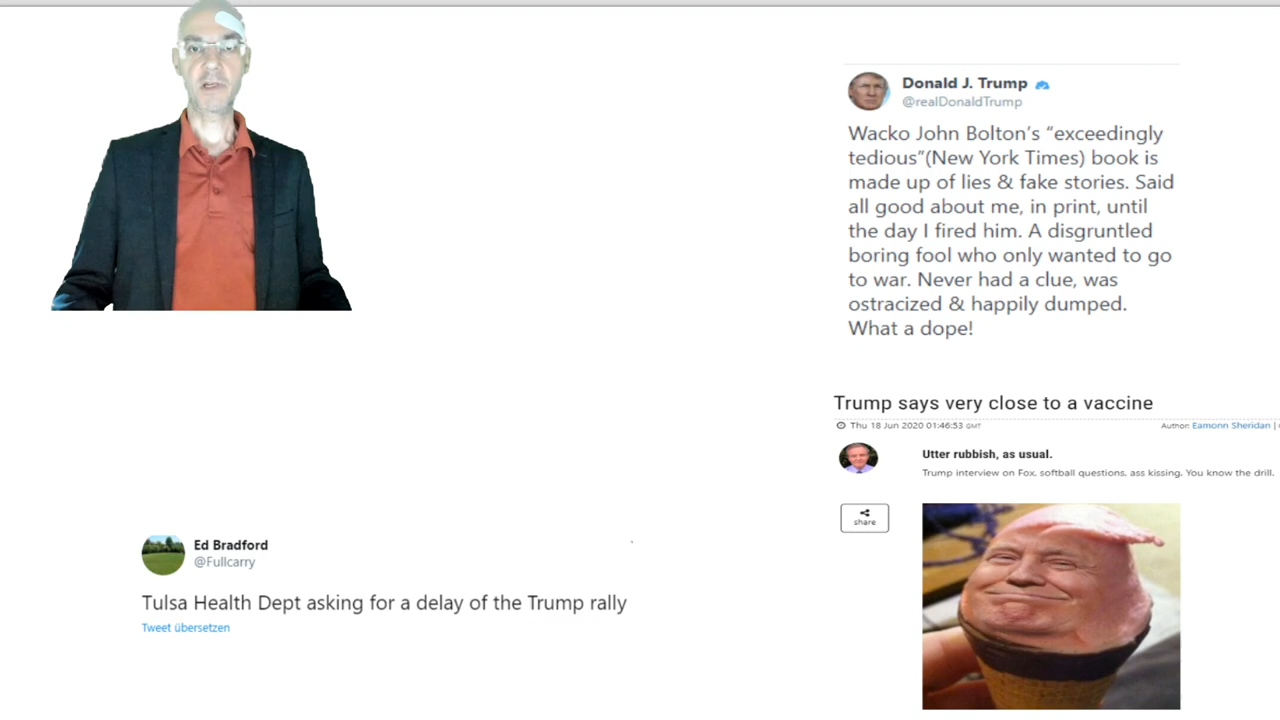 Donald J. Trump
@realDonaldTrump
Wacko John Bolton's “exceedingly
tedious”(New York Times) book is
made up of lies & fake stories. Said
all good about me, in print, until
the day I fired him. A disgruntled
boring fool who only wanted to go
to war. Never had a clue, was
ostracized & happily dumped.
What a dope!
Trump says very close to a vaccine
Thu 18 Jun 2020 01:46:53 GMT
Author: Eamonn Sheridan |
Utter rubbish, as usual.
Trump interview on Fox. softball questions. ass kissing. You know the drill.
share
Ed Bradford
@Fullcarry
Tulsa Health Dept asking for a delay of the Trump rally
Tweet übersetzen